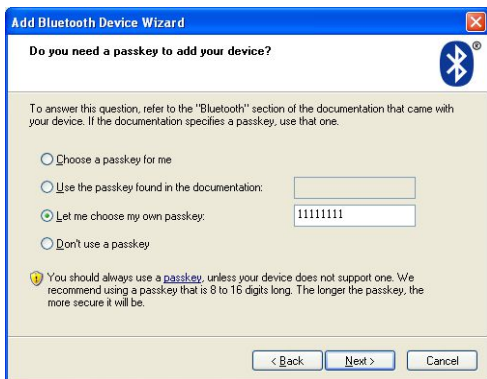 Add Bluetooth Device Wizard
Do you need a passkey to add your device?
®
To answer this question, refer to the "Bluetooth" section of the documentation that came with
your device. If the documentation specifies a passkey, use that one.
Choose a passkey for me
Use the passkey found in the documentation:
Let me choose my own passkey: 11111111
Don't use a passkey
You should always use a passkey, unless your device does not support one. We
recommend using a passkey that is 8 to 16 digits long. The longer the passkey, the
more secure it will be.
< Back Next > Cancel